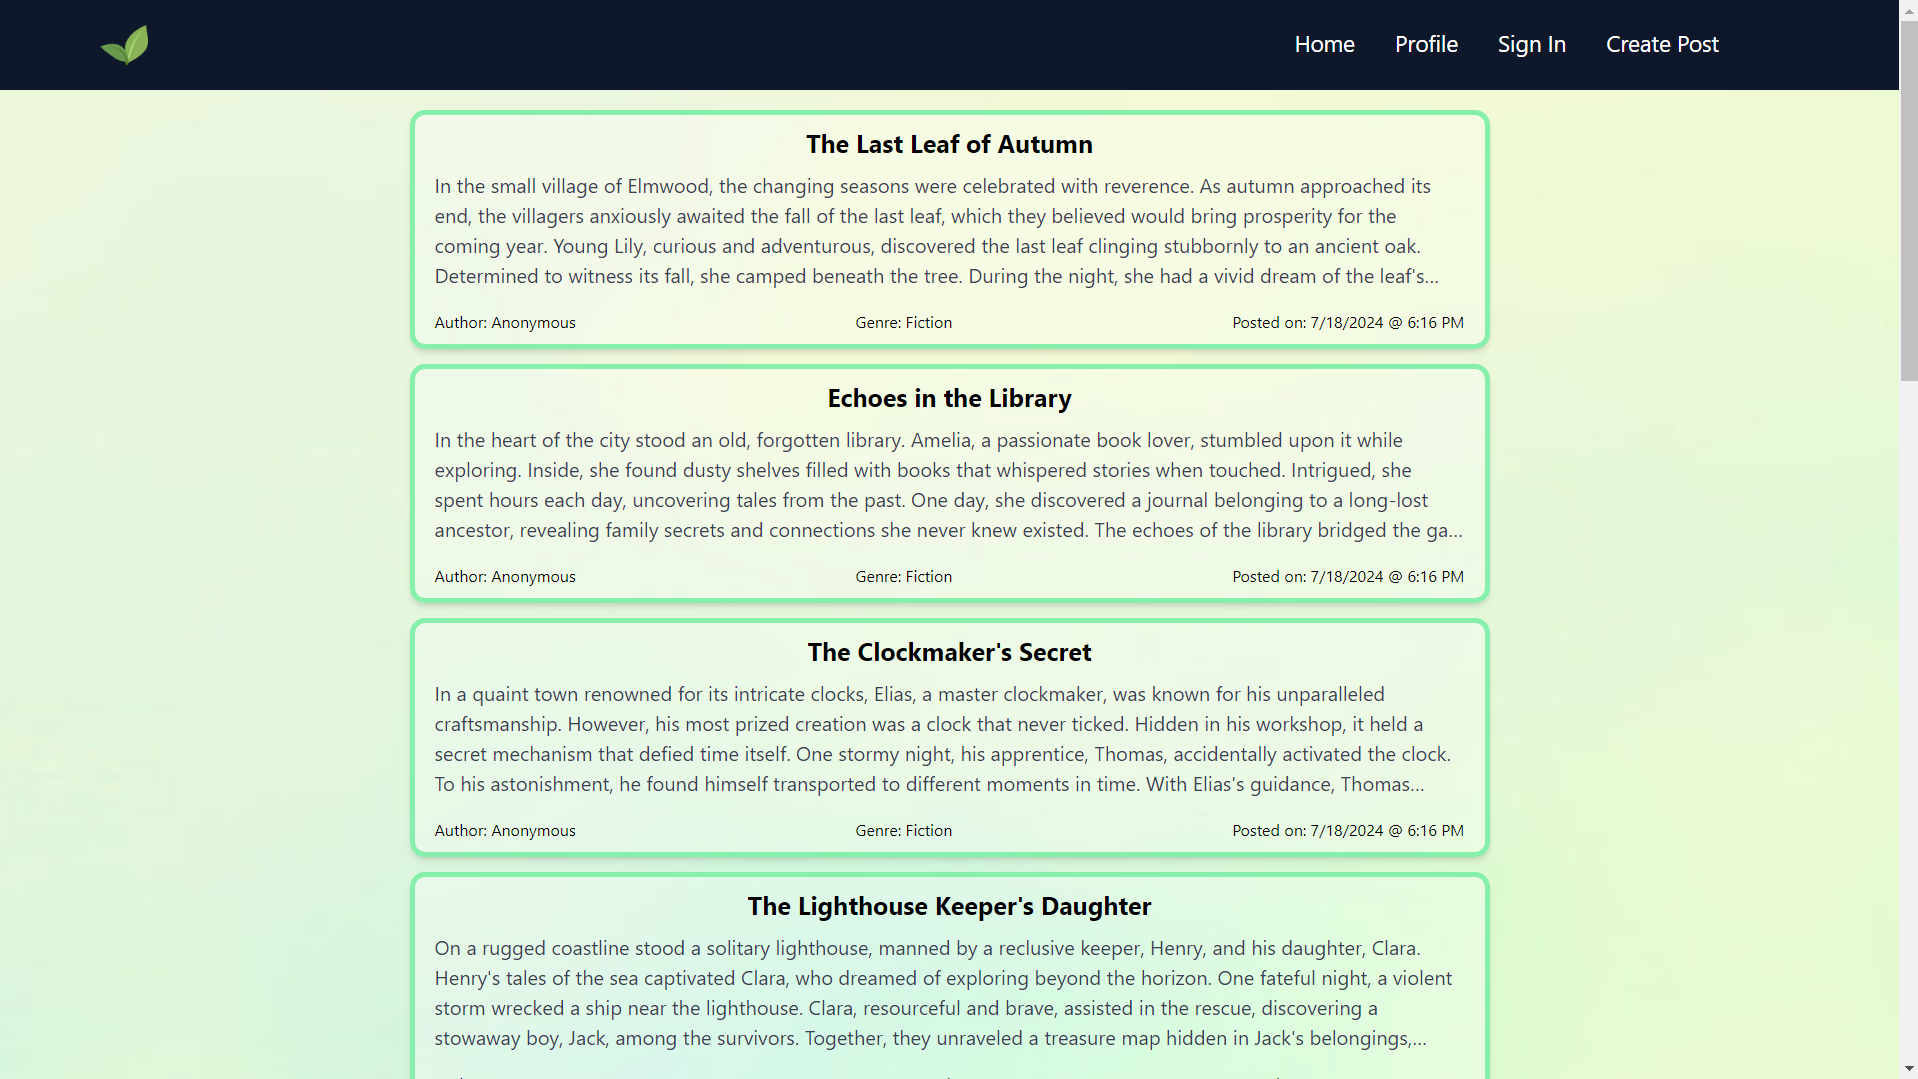 Home Profile Sign In Create Post
The Last Leaf of Autumn
In the small village of Elmwood, the changing seasons were celebrated with reverence. As autumn approached its
end, the villagers anxiously awaited the fall of the last leaf, which they believed would bring prosperity for the
coming year. Young Lily, curious and adventurous, discovered the last leaf clinging stubbornly to an ancient oak.
Determined to witness its fall, she camped beneath the tree. During the night, she had a vivid dream of the leaf's...
Author: Anonymous Genre: Fiction Posted on: 7/18/2024 @ 6:16 PM
Echoes in the Library
In the heart of the city stood an old, forgotten library. Amelia, a passionate book lover, stumbled upon it while
exploring. Inside, she found dusty shelves filled with books that whispered stories when touched. Intrigued, she
spent hours each day, uncovering tales from the past. One day, she discovered a journal belonging to a long-lost
ancestor, revealing family secrets and connections she never knew existed. The echoes of the library bridged the ga...
Author: Anonymous Genre: Fiction Posted on: 7/18/2024 @ 6:16 PM
The Clockmaker's Secret
In a quaint town renowned for its intricate clocks, Elias, a master clockmaker, was known for his unparalleled
craftsmanship. However, his most prized creation was a clock that never ticked. Hidden in his workshop, it held a
secret mechanism that defied time itself. One stormy night, his apprentice, Thomas, accidentally activated the clock.
To his astonishment, he found himself transported to different moments in time. With Elias's guidance, Thomas...
Author: Anonymous Genre: Fiction Posted on: 7/18/2024 @ 6:16 PM
The Lighthouse Keeper's Daughter
On a rugged coastline stood a solitary lighthouse, manned by a reclusive keeper, Henry, and his daughter, Clara.
Henry's tales of the sea captivated Clara, who dreamed of exploring beyond the horizon. One fateful night, a violent
storm wrecked a ship near the lighthouse. Clara, resourceful and brave, assisted in the rescue, discovering a
stowaway boy, Jack, among the survivors. Together, they unraveled a treasure map hidden in Jack's belongings,...